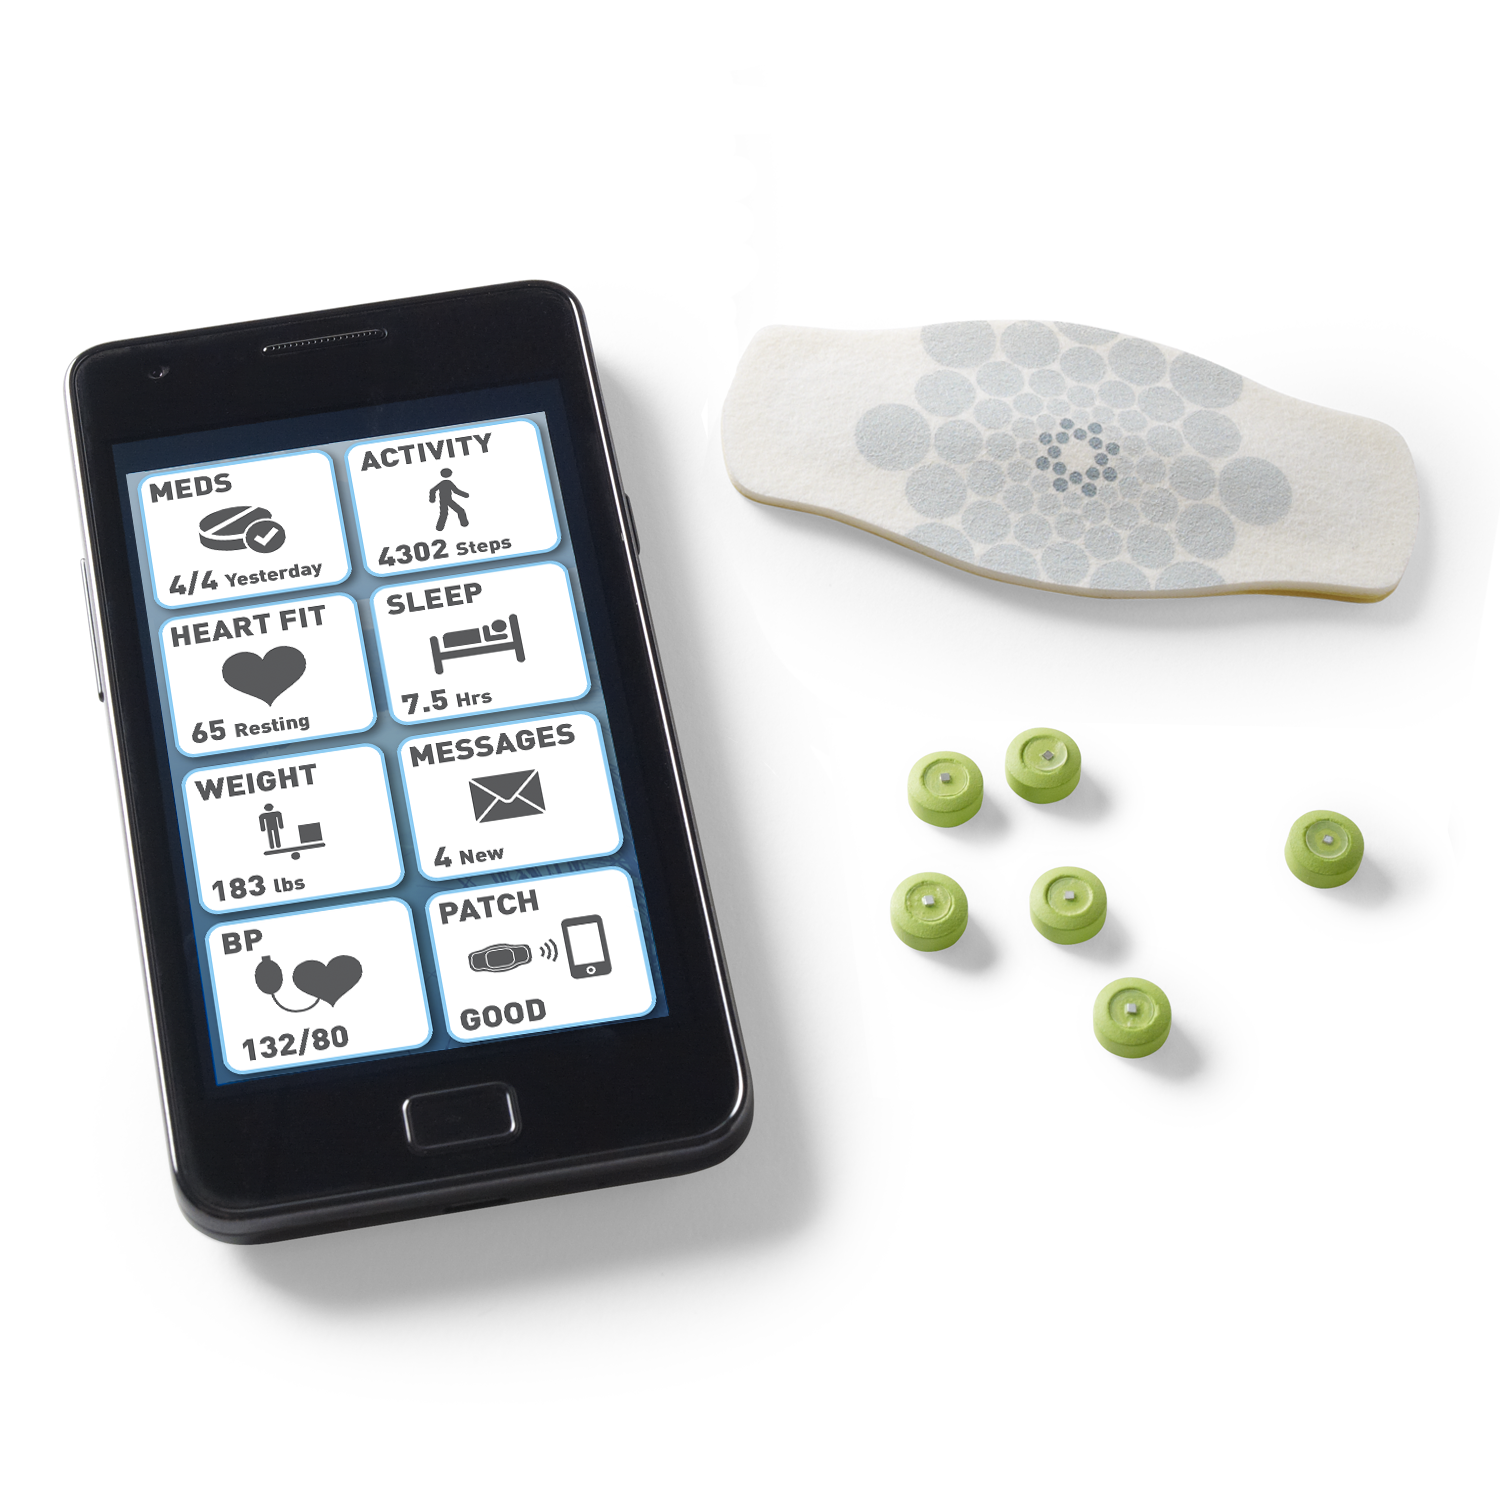 MEDS
4/4 Yesterday
ACTIVITY
4302 Steps
HEART FIT
65 Resting
SLEEP
7.5 Hrs
WEIGHT
183 lbs
MESSAGES
4 New
BP
132/80
PATCH
GOOD